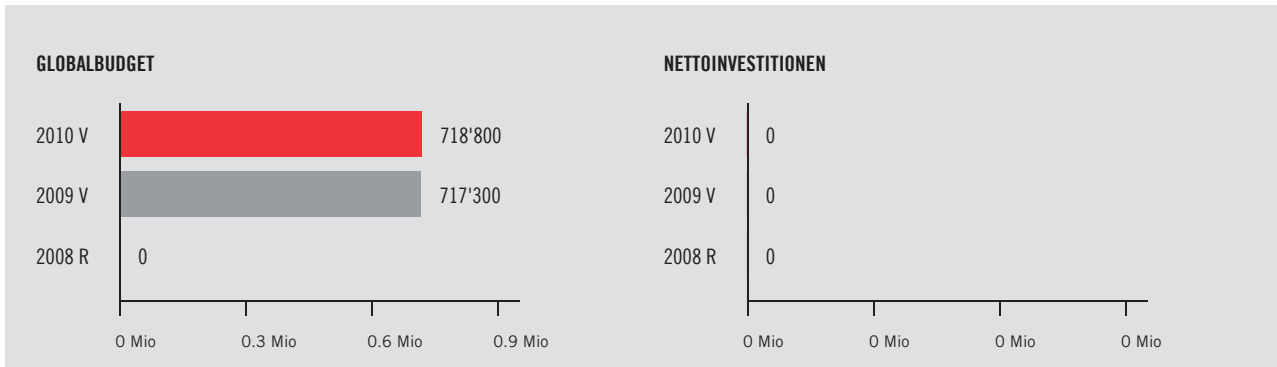 GLOBALBUDGET
2010 V 718'800
2009 V 717'300
2008 R 0
0 Mio 0.3 Mio 0.6 Mio 0.9 Mio
NETTOINVESTITIONEN
2010 V 0
2009 V 0
2008 R 0
0 Mio 0 Mio 0 Mio 0 Mio